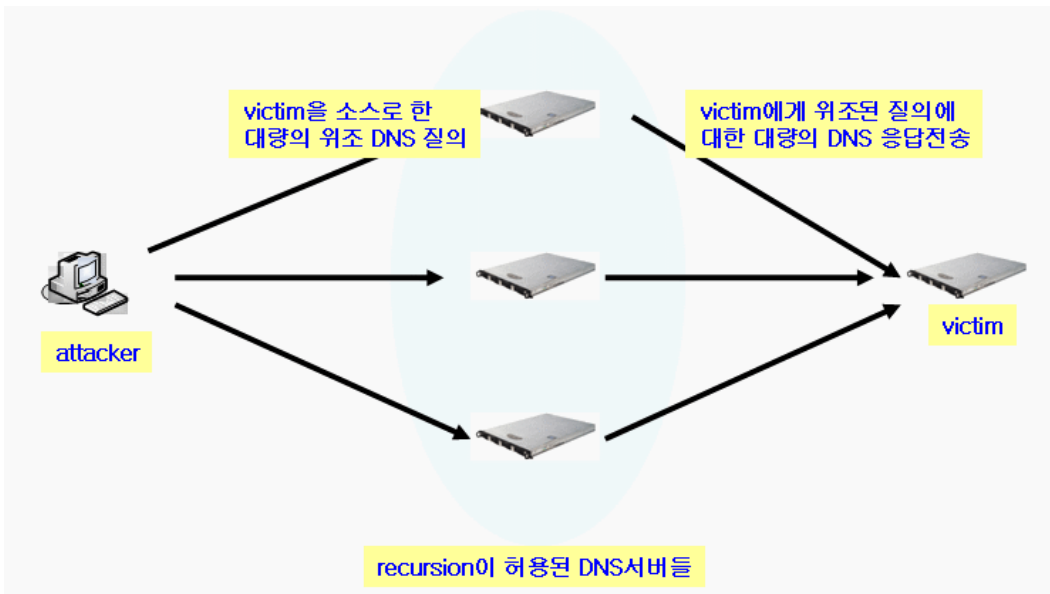 victim을 소스로 한
대량의 위조 DNS 질의
victim에게 위조된 질의에
대한 대량의 DNS 응답전송
attacker
victim
recursion이 허용된 DNS서버들